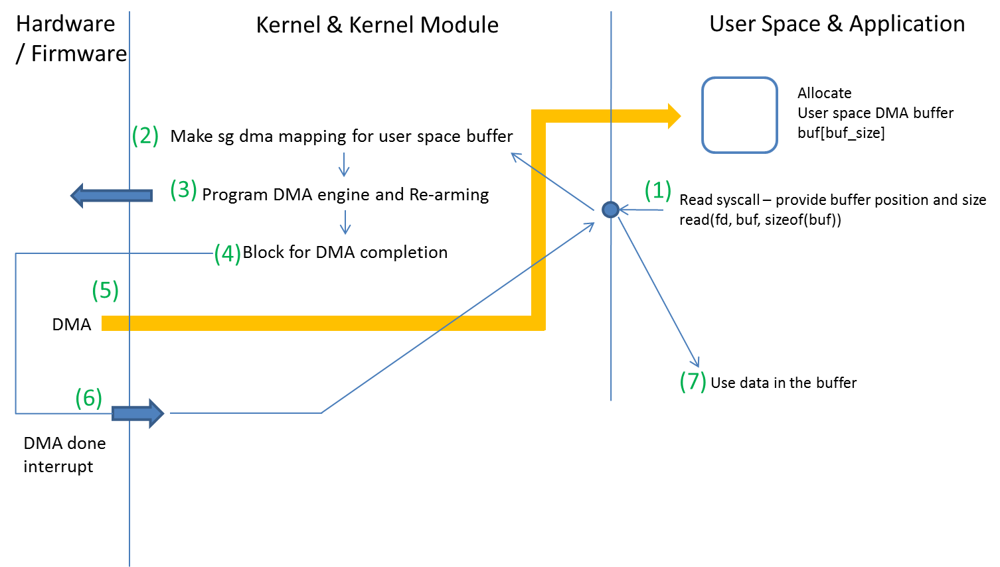 Hardware
/ Firmware
Kernel & Kernel Module
User Space & Application
Allocate
User space DMA buffer
buf[buf_size]
(2) Make sg dma mapping for user space buffer
(3) Program DMA engine and Re-arming
(1) Read syscall – provide buffer position and size
read(fd, buf, sizeof(buf))
(4) Block for DMA completion
(5)
DMA
(6)
(7) Use data in the buffer
DMA done
interrupt